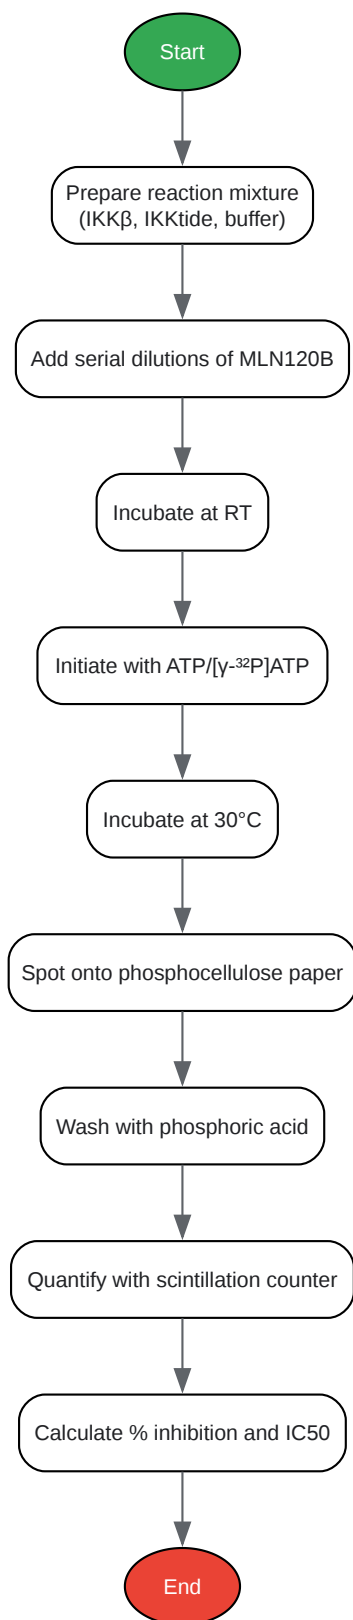 Start
Prepare reaction mixture
(IKKβ, IKKtide, buffer)
Add serial dilutions of MLN120B
Incubate at RT
Initiate with ATP/[γ-³²P]ATP
Incubate at 30°C
Spot onto phosphocellulose paper
Wash with phosphoric acid
Quantify with scintillation counter
Calculate % inhibition and IC50
End